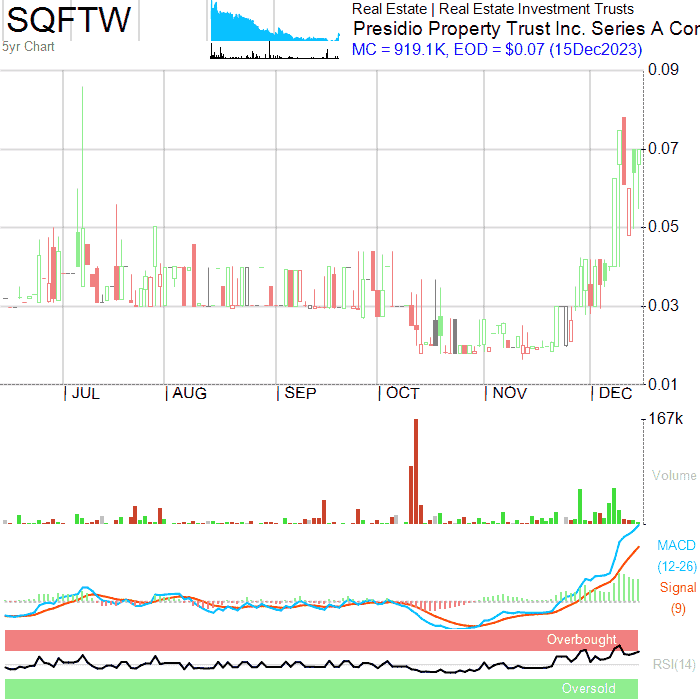 SQFTW
5yr Chart
Real Estate | Real Estate Investment Trusts
Presidio Property Trust Inc. Series A Cor
MC = 919.1K, EOD = $0.07 (15Dec2023)
0.09
0.07
0.05
0.03
0.01
JUL
AUG
SEP
OCT
NOV
DEC
167k
Volume
MACD
(12-26)
Signal
(9)
Overbought
RSI(14)
Oversold